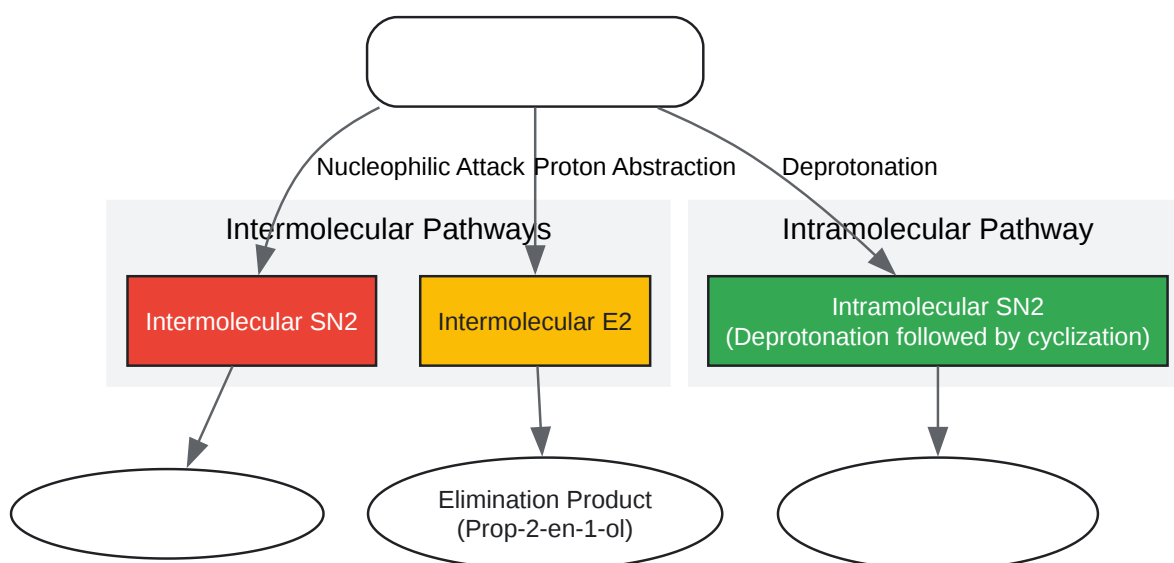 Nucleophilic Attack
Proton Abstraction
Deprotonation
Intermolecular Pathways
Intramolecular Pathway
Intermolecular SN2
Intermolecular E2
Intramolecular SN2
(Deprotonation followed by cyclization)
Elimination Product
(Prop-2-en-1-ol)